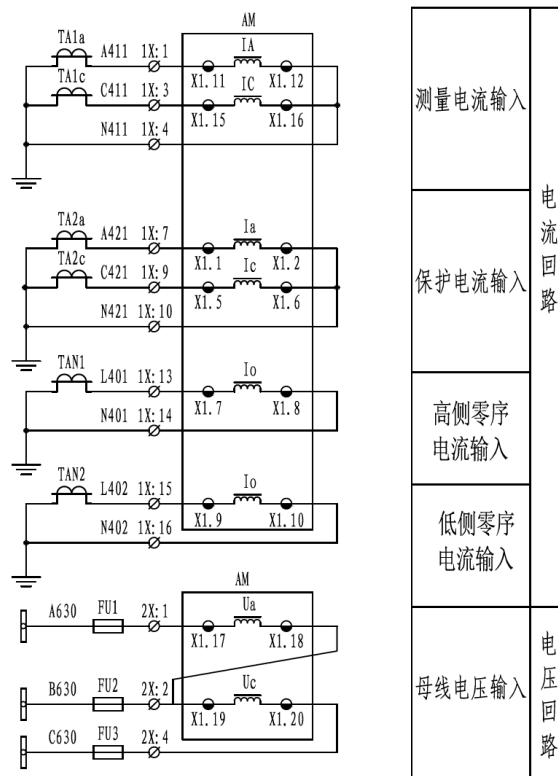 AM
TA1a A411 1X:1 IA
X1.11 X1.12
TA1c C411 1X:3 IC
X1.15 X1.16
N411 1X:4
测量电流输入
TA2a A421 1X:7 Ia
X1.1 X1.2
TA2c C421 1X:9 Ic
X1.5 X1.6
N421 1X:10
保护电流输入
电流回路
TAN1 L401 1X:13 Io
X1.7 X1.8
N401 1X:14
高侧零序
电流输入
TAN2 L402 1X:15 Io
X1.9 X1.10
N402 1X:16
低侧零序
电流输入
AM
A630 FU1 2X:1 Ua
X1.17 X1.18
B630 FU2 2X:2 Uc
X1.19 X1.20
C630 FU3 2X:4
母线电压输入
电压回路